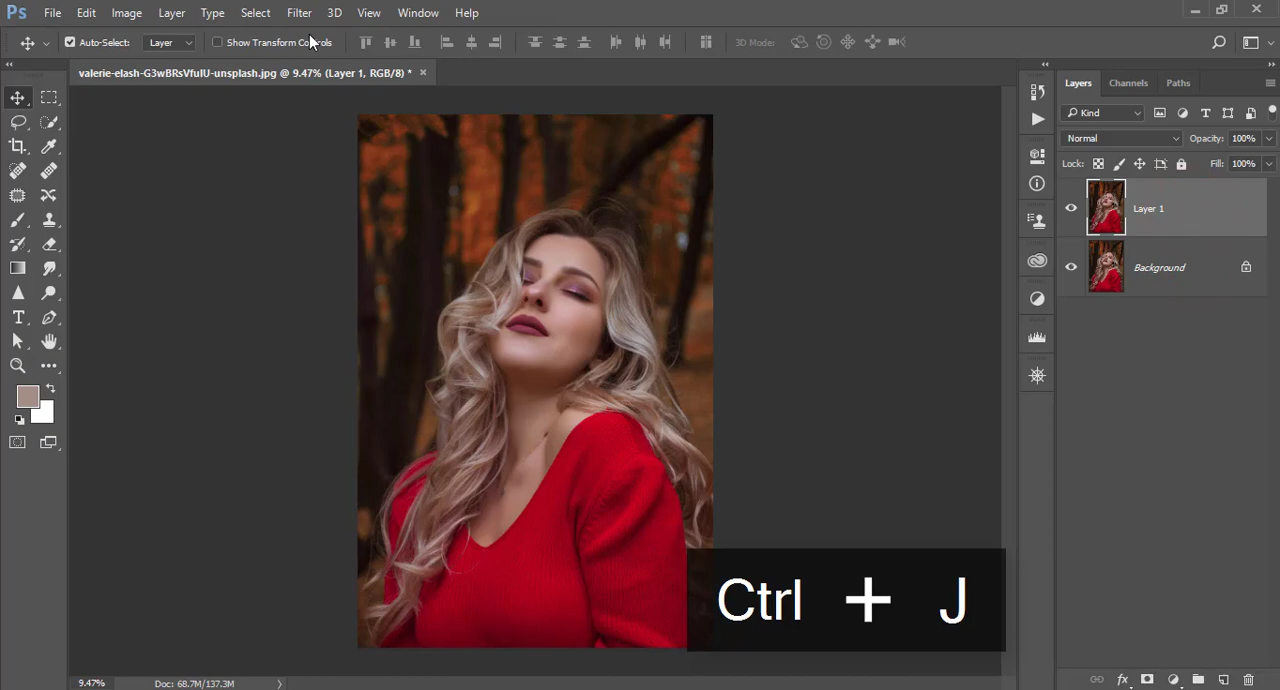 Ps File Edit Image Layer Type Select Filter 3D View Window Help
Auto-Select: Layer Show Transform Controls 3D Mode:
valerie-elash-G3wBRsVfulU-unsplash.jpg @ 9.47% (Layer 1, RGB/8) * ×
Layers Channels Paths
Kind
Normal Opacity: 100%
Lock: Fill: 100%
Layer 1
Background
Ctrl + J
9.47% Doc: 68.7M/137.3M
fx